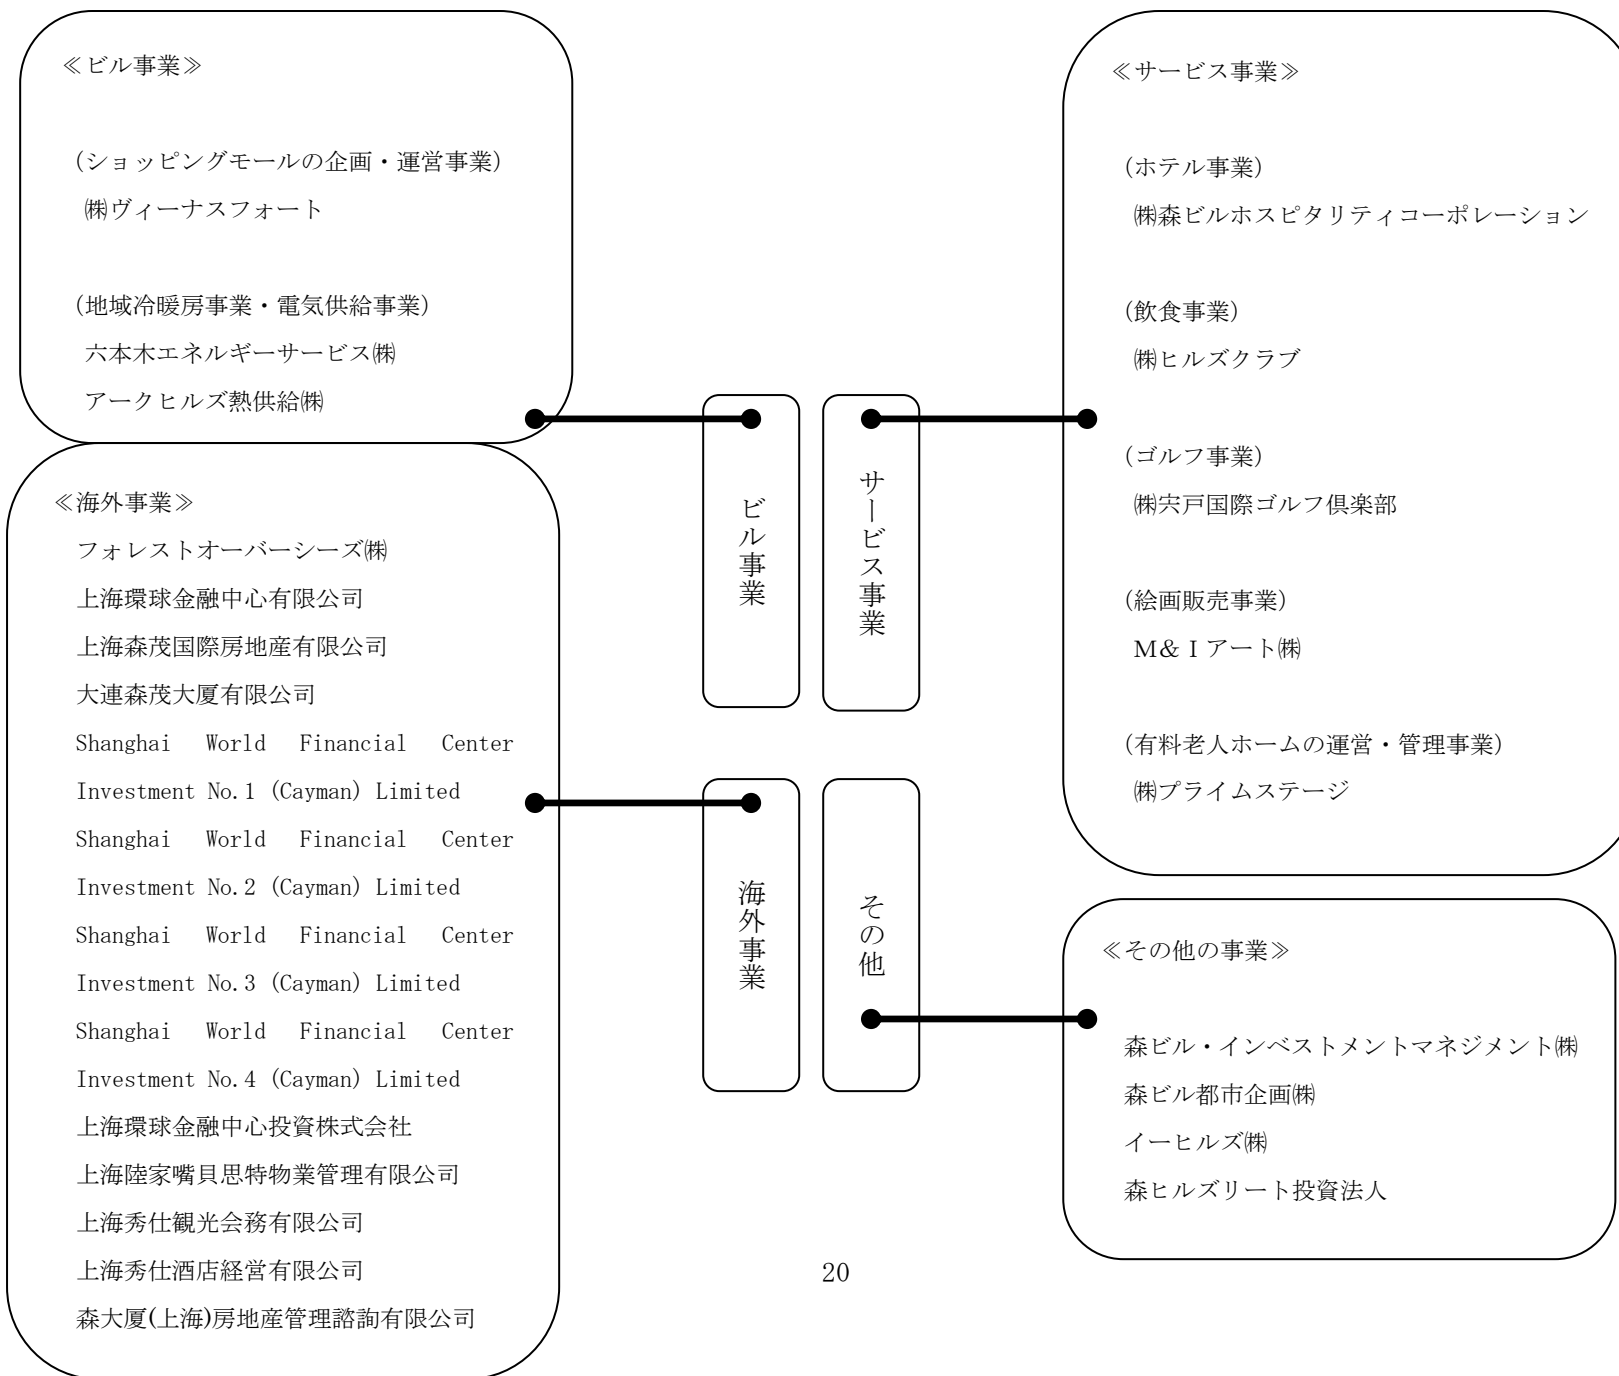 ≪ビル事業≫
(ショッピングモールの企画・運営事業)
㈱ヴィーナスフォート
(地域冷暖房事業・電気供給事業)
六本木エネルギーサービス㈱
アークヒルズ熱供給㈱
≪海外事業≫
フォレストオーバーシーズ㈱
上海環球金融中心有限公司
上海森茂国際房地産有限公司
大連森茂大厦有限公司
Shanghai World Financial Center
Investment No.1 (Cayman) Limited
Shanghai World Financial Center
Investment No.2 (Cayman) Limited
Shanghai World Financial Center
Investment No.3 (Cayman) Limited
Shanghai World Financial Center
Investment No.4 (Cayman) Limited
上海環球金融中心投資株式会社
上海陸家嘴貝思特物業管理有限公司
上海秀仕観光会務有限公司
上海秀仕酒店経営有限公司
森大厦(上海)房地産管理諮詢有限公司
ビル事業
サービス事業
海外事業
その他
≪サービス事業≫
(ホテル事業)
㈱森ビルホスピタリティコーポレーション
(飲食事業)
㈱ヒルズクラブ
(ゴルフ事業)
㈱宍戸国際ゴルフ倶楽部
(絵画販売事業)
M&Iアート㈱
(有料老人ホームの運営・管理事業)
㈱プライムステージ
≪その他の事業≫
森ビル・インベストメントマネジメント㈱
森ビル都市企画㈱
イーヒルズ㈱
森ヒルズリート投資法人
20